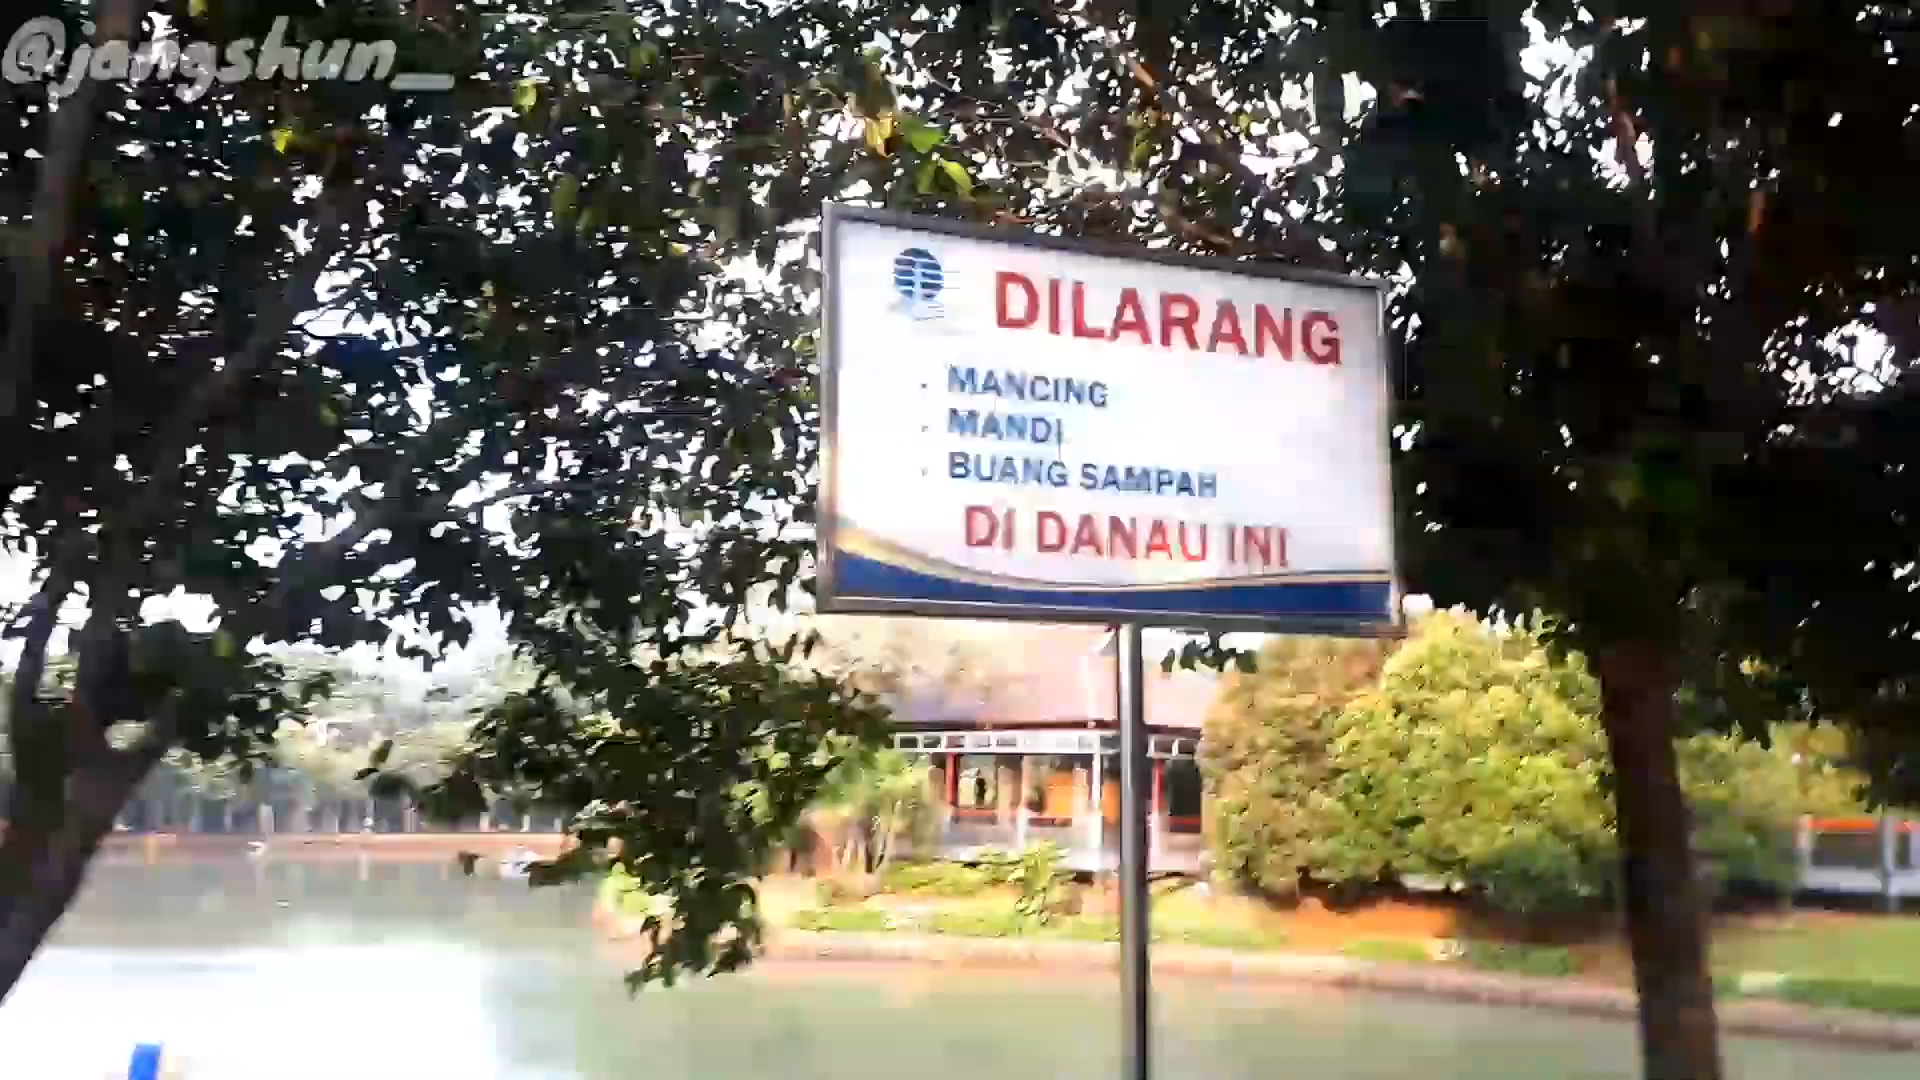 @jangshun_
DILARANG
. MANCING
. MANDI
. BUANG SAMPAH
DI DANAU INI